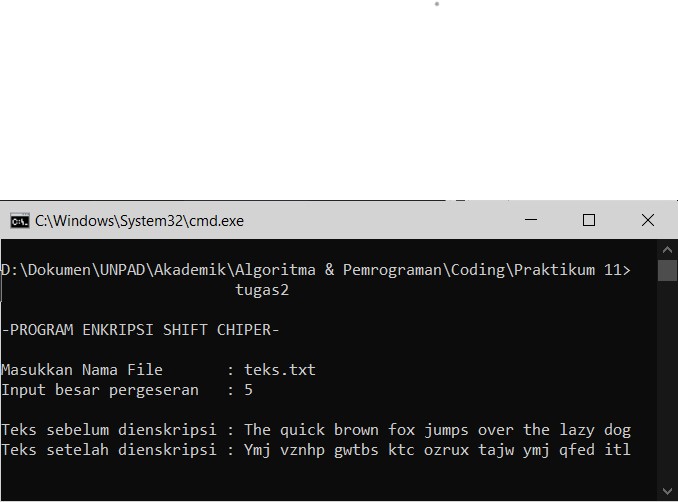 C:\Windows\System32\cmd.exe
D:\Dokumen\UNPAD\Akademik\Algoritma & Pemrograman\Coding\Praktikum 11>
tugas2
-PROGRAM ENKRIPSI SHIFT CHIPER-
Masukkan Nama File : teks.txt
Input besar pergeseran : 5
Teks sebelum dienskripsi : The quick brown fox jumps over the lazy dog
Teks setelah dienskripsi : Ymj vznhp gwtbs ktc ozrux tajw ymj qfed itl